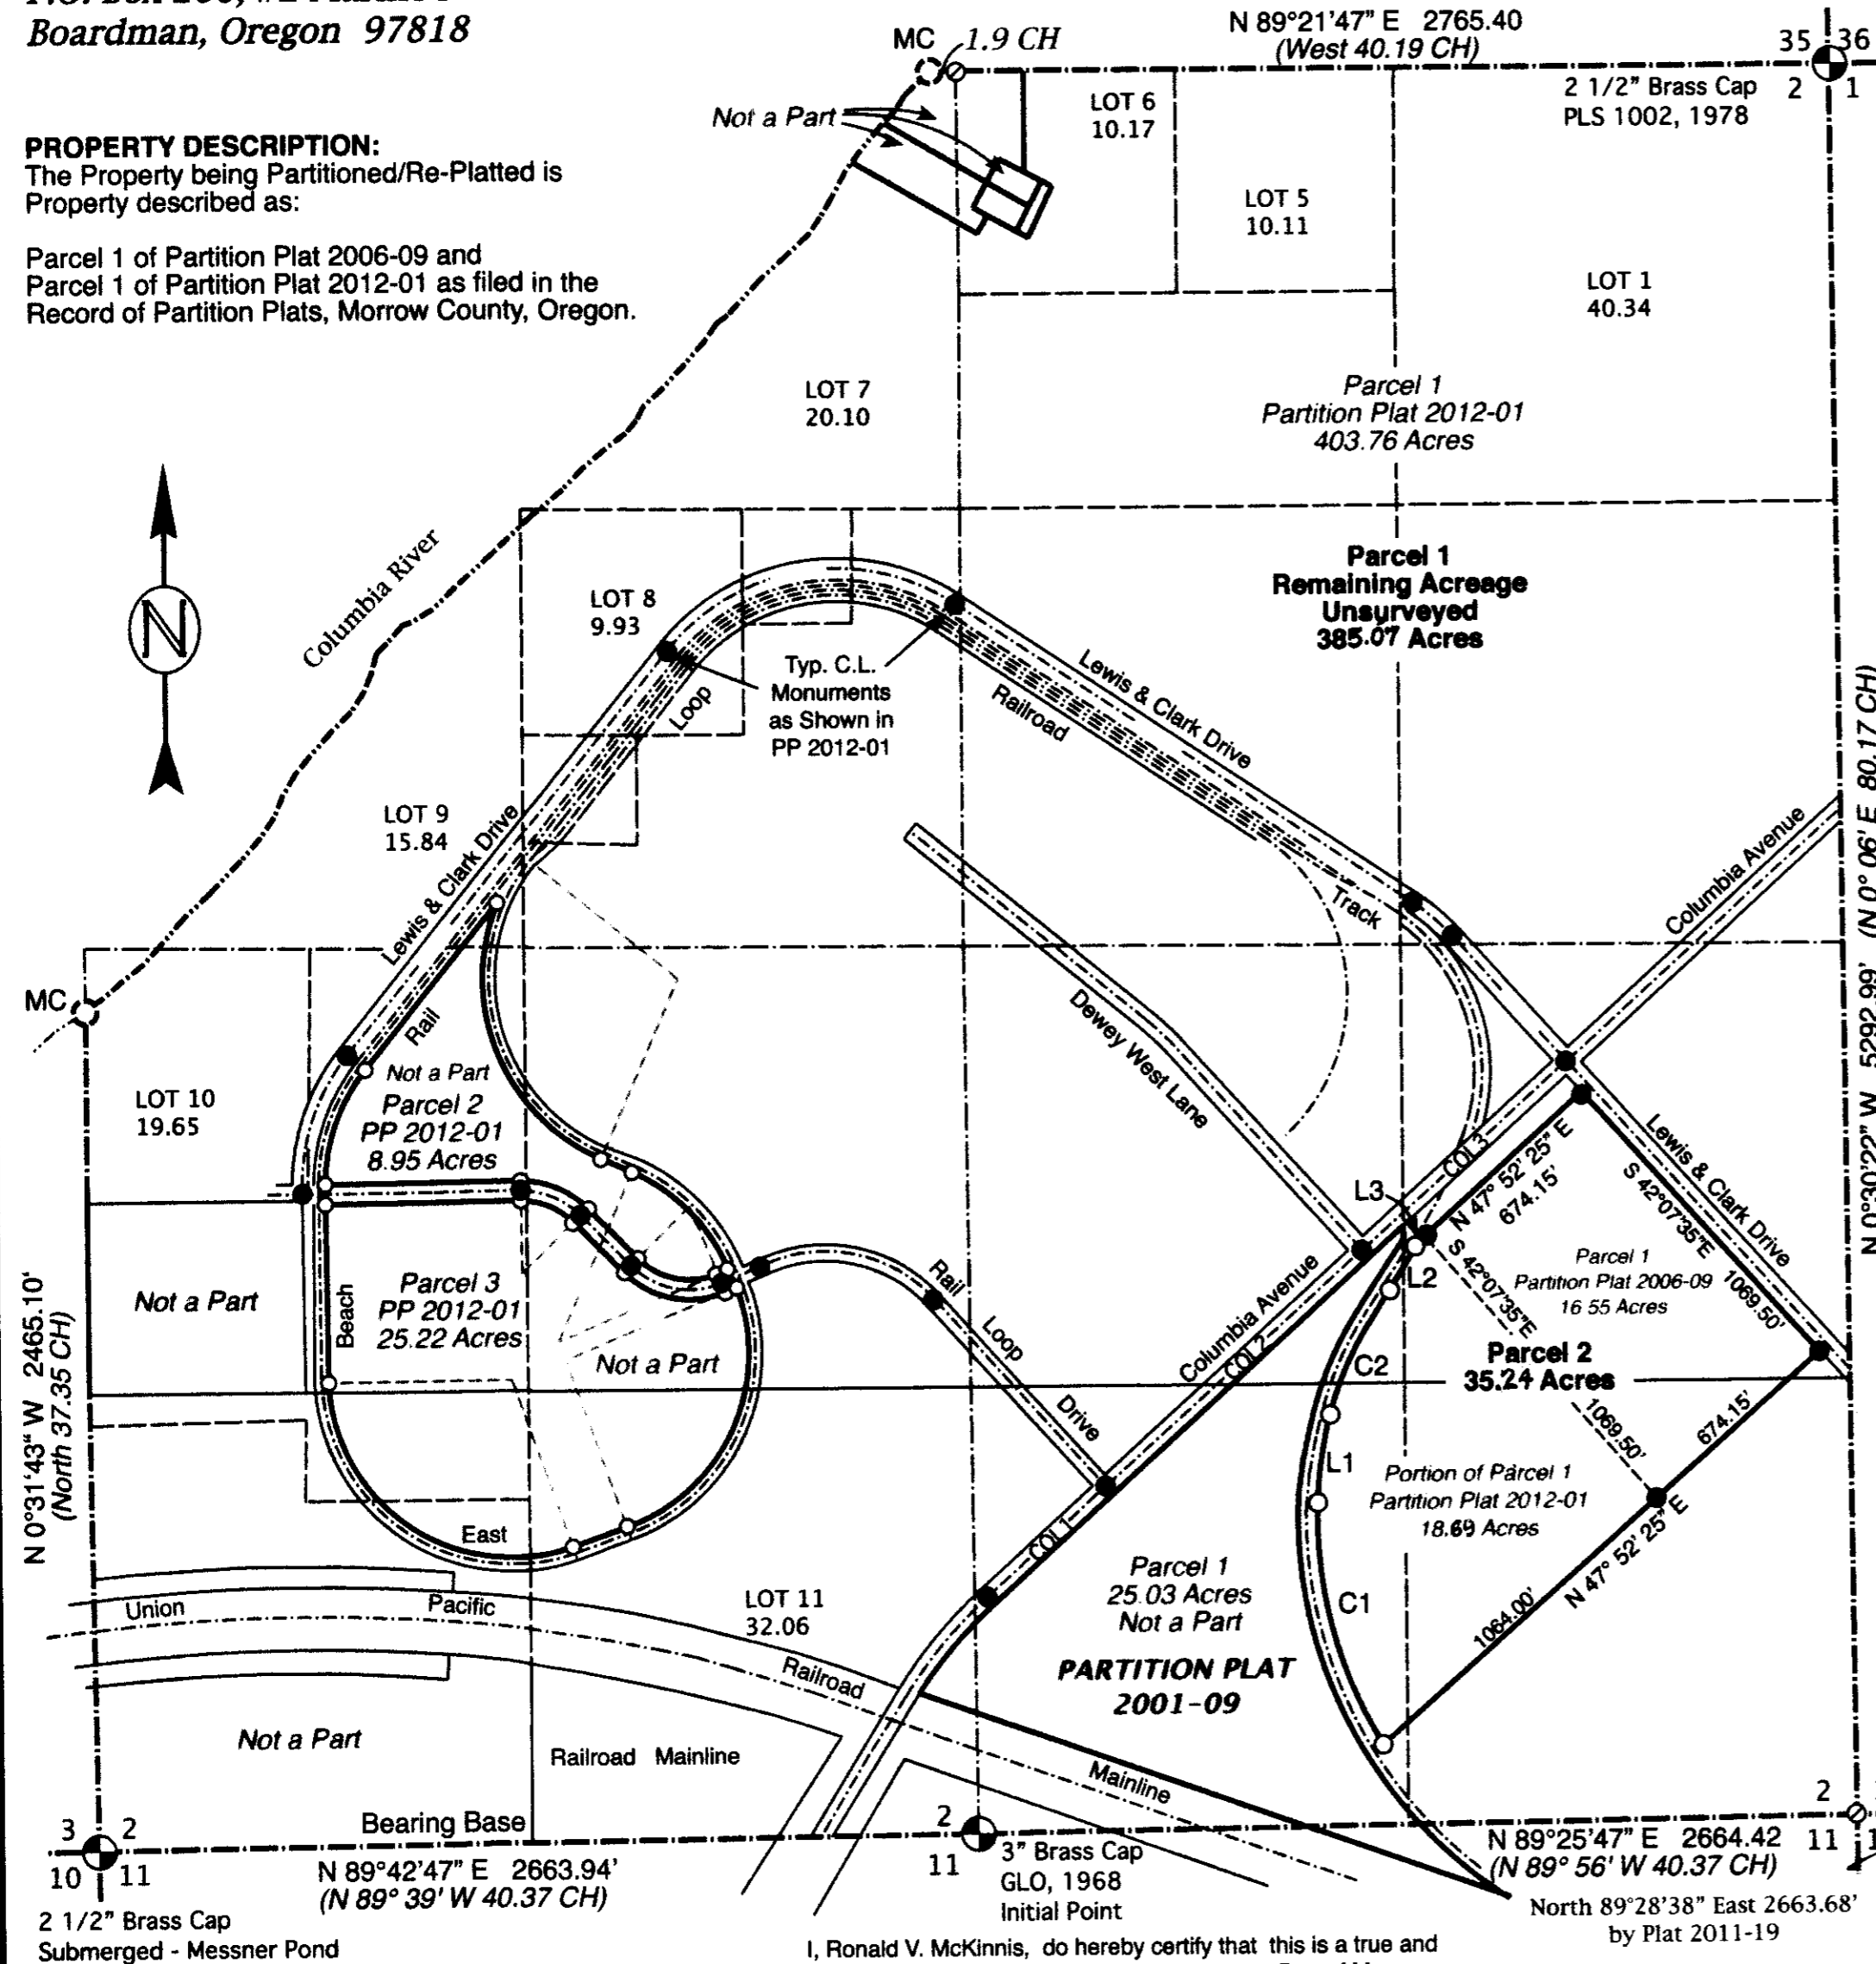 Boardman, Oregon 97818
PROPERTY DESCRIPTION:
The Property being Partitioned/Re-Platted is
Property described as:
Parcel 1 of Partition Plat 2006-09 and
Parcel 1 of Partition Plat 2012-01 as filed in the
Record of Partition Plats, Morrow County, Oregon.
MC
1.9 CH
N 89°21'47" E 2765.40
(West 40.19 CH)
35 36
2 1
2 1/2" Brass Cap
PLS 1002, 1978
Not a Part
LOT 6
10.17
LOT 5
10.11
LOT 1
40.34
LOT 7
20.10
Parcel 1
Partition Plat 2012-01
403.76 Acres
N
Columbia River
LOT 8
9.93
Parcel 1
Remaining Acreage
Unsurveyed
385.07 Acres
Typ. C.L.
Monuments
as Shown in
PP 2012-01
Loop
Lewis & Clark Drive
Railroad
Track
LOT 9
15.84
Lewis & Clark Drive
Rail
Columbia Avenue
N 0°30'22" W 5292.99' (N 0° 06' E 80.17 CH)
MC
LOT 10
19.65
Not a Part
Parcel 2
PP 2012-01
8.95 Acres
Dewey West Lane
COL3
L3
N 47° 52' 25" E
674.15'
Lewis & Clark Drive
S 42°07'35"E
1069.50'
L2
S 42°07'35"E
1069.50'
Parcel 1
Partition Plat 2006-09
16 55 Acres
Parcel 2
35.24 Acres
674.15'
Not a Part
Beach
Parcel 3
PP 2012-01
25.22 Acres
Not a Part
Rail
Loop
Drive
Columbia Avenue
COL2
C2
L1
Portion of Parcel 1
Partition Plat 2012-01
18.69 Acres
N 47° 52' 25" E
1064.00'
C1
N 0°31'43" W 2465.10'
(North 37.35 CH)
East
COL1
Union
Pacific
Railroad
Mainline
LOT 11
32.06
Parcel 1
25.03 Acres
Not a Part
PARTITION PLAT
2001-09
Not a Part
Railroad Mainline
3 2
10 11
Bearing Base
N 89°42'47" E 2663.94'
(N 89° 39' W 40.37 CH)
2
11
3" Brass Cap
GLO, 1968
Initial Point
2
11
N 89°25'47" E 2664.42
(N 89° 56' W 40.37 CH)
North 89°28'38" East 2663.68'
by Plat 2011-19
2 1/2" Brass Cap
Submerged - Messner Pond
I, Ronald V. McKinnis, do hereby certify that this is a true and